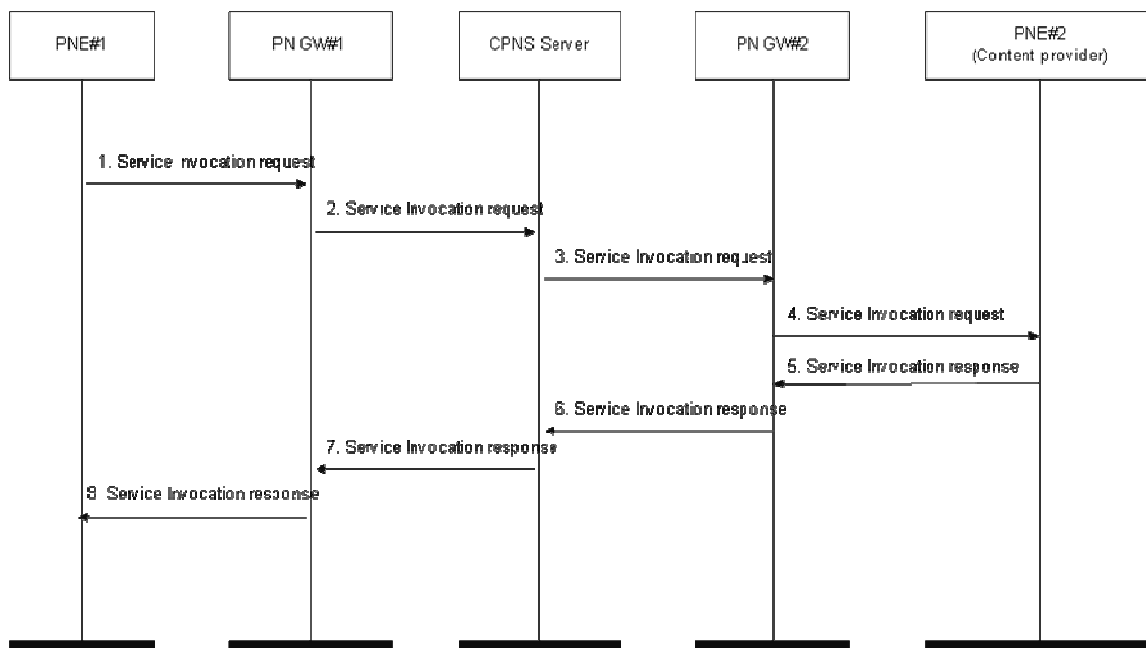 PNE#1
PN GW#1
CPNS Server
PN GW#2
PNE#2
(Content provider)
1. Service Invocation request
2. Service Invocation request
3. Service Invocation request
4. Service Invocation request
5. Service Invocation response
6. Service Invocation response
7. Service Invocation response
8 Service Invocation response